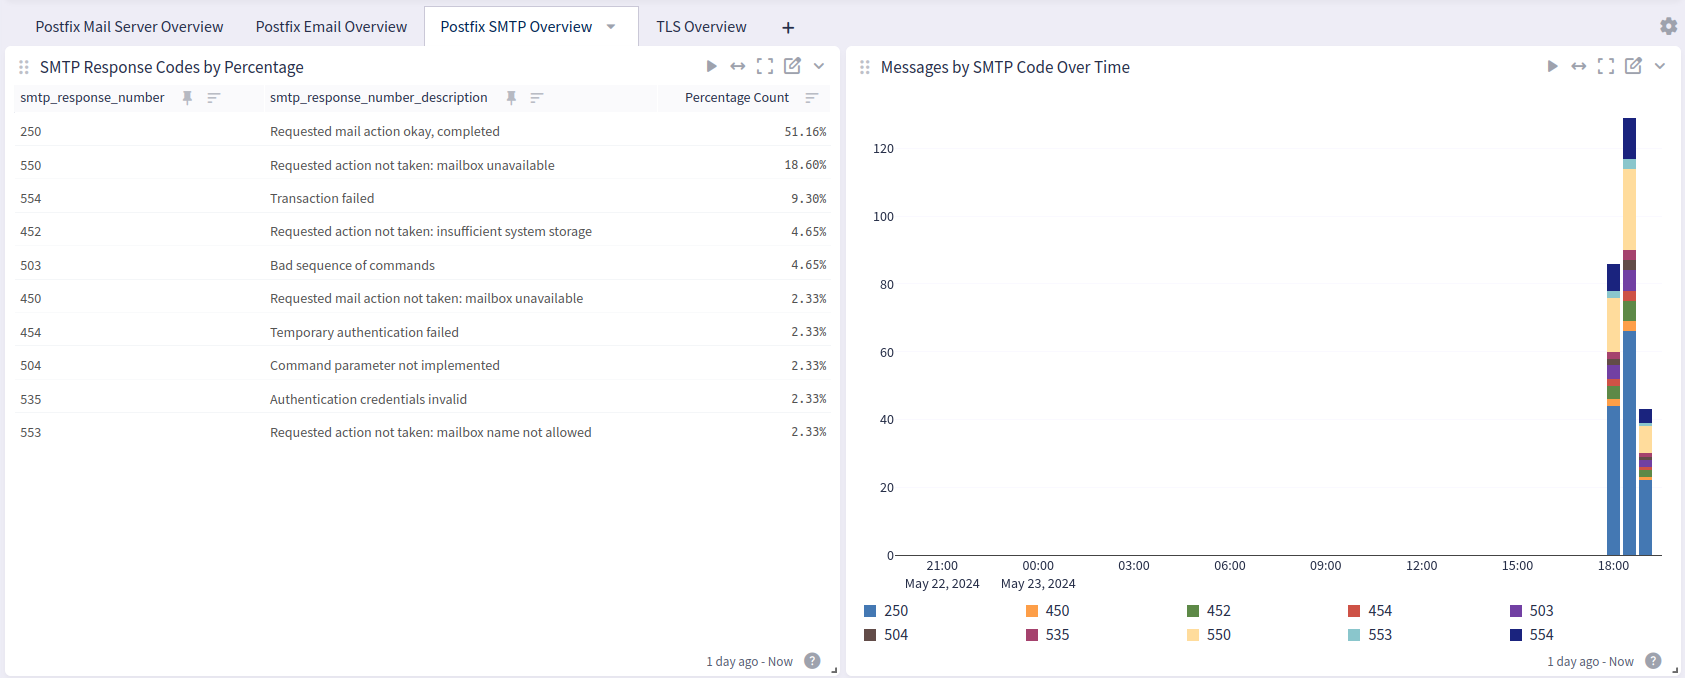 Postfix Mail Server Overview Postfix Email Overview Postfix SMTP Overview TLS Overview +
SMTP Response Codes by Percentage
smtp_response_number smtp_response_number_description Percentage Count
250 Requested mail action okay, completed 51.16%
550 Requested action not taken: mailbox unavailable 18.60%
554 Transaction failed 9.30%
452 Requested action not taken: insufficient system storage 4.65%
503 Bad sequence of commands 4.65%
450 Requested mail action not taken: mailbox unavailable 2.33%
454 Temporary authentication failed 2.33%
504 Command parameter not implemented 2.33%
535 Authentication credentials invalid 2.33%
553 Requested action not taken: mailbox name not allowed 2.33%
1 day ago - Now ?
Messages by SMTP Code Over Time
120
100
80
60
40
20
0
21:00 00:00 03:00 06:00 09:00 12:00 15:00 18:00
May 22, 2024 May 23, 2024
250 450 452 454 503
504 535 550 553 554
1 day ago - Now ?